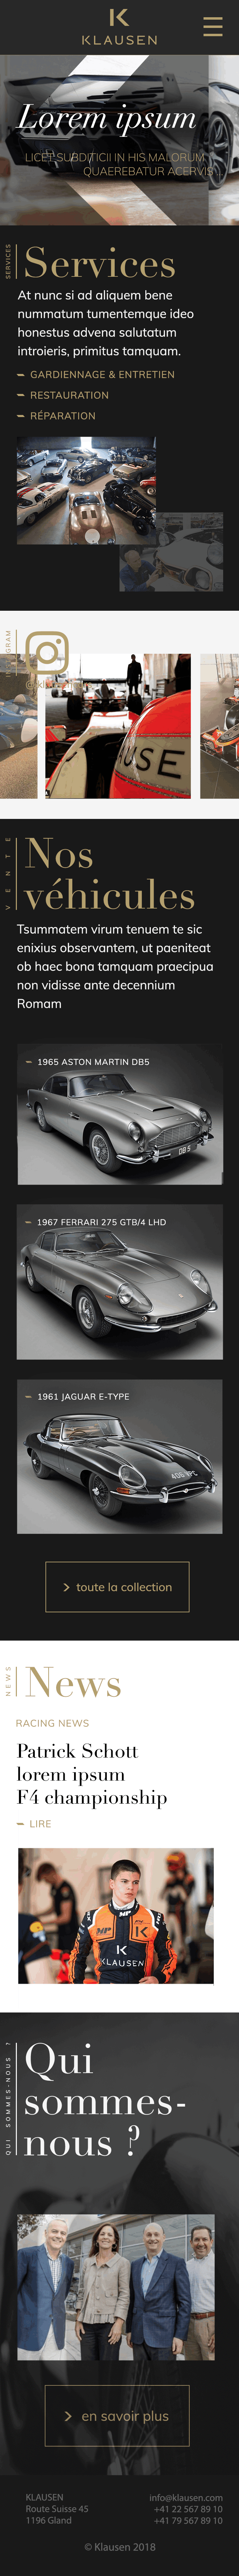 KLAUSEN
Lorem ipsum
LICET SUBDITICII IN HIS MALORUM
QUAEREBATUR ACERVIS
SERVICES
Services
At nunc si ad aliquem bene
nummatum tumentemque ideo
honestus advena salutatum
introieris, primitus tamquam.
GARDIENNAGE & ENTRETIEN
RESTAURATION
RÉPARATION
VENTE
Nos
véhicules
Tsummatem virum tenuem te sic
enixius observantem, ut paeniteat
ob haec bona tamquam praecipua
non vidisse ante decennium
Romam
1965 ASTON MARTIN DB5
DB5
1967 FERRARI 275 GTB/4 LHD
1961 JAGUAR E-TYPE
toute la collection
NEWS
News
RACING NEWS
Patrick Schott
lorem ipsum
F4 championship
LIRE
MP
KLAUSEN
QUI SOMMES-NOUS ?
Qui
sommes-
nous ?
en savoir plus
KLAUSEN
Route Suisse 45
1196 Gland
info@klausen.com
+41 22 567 89 10
+41 79 567 89 10
© Klausen 2018